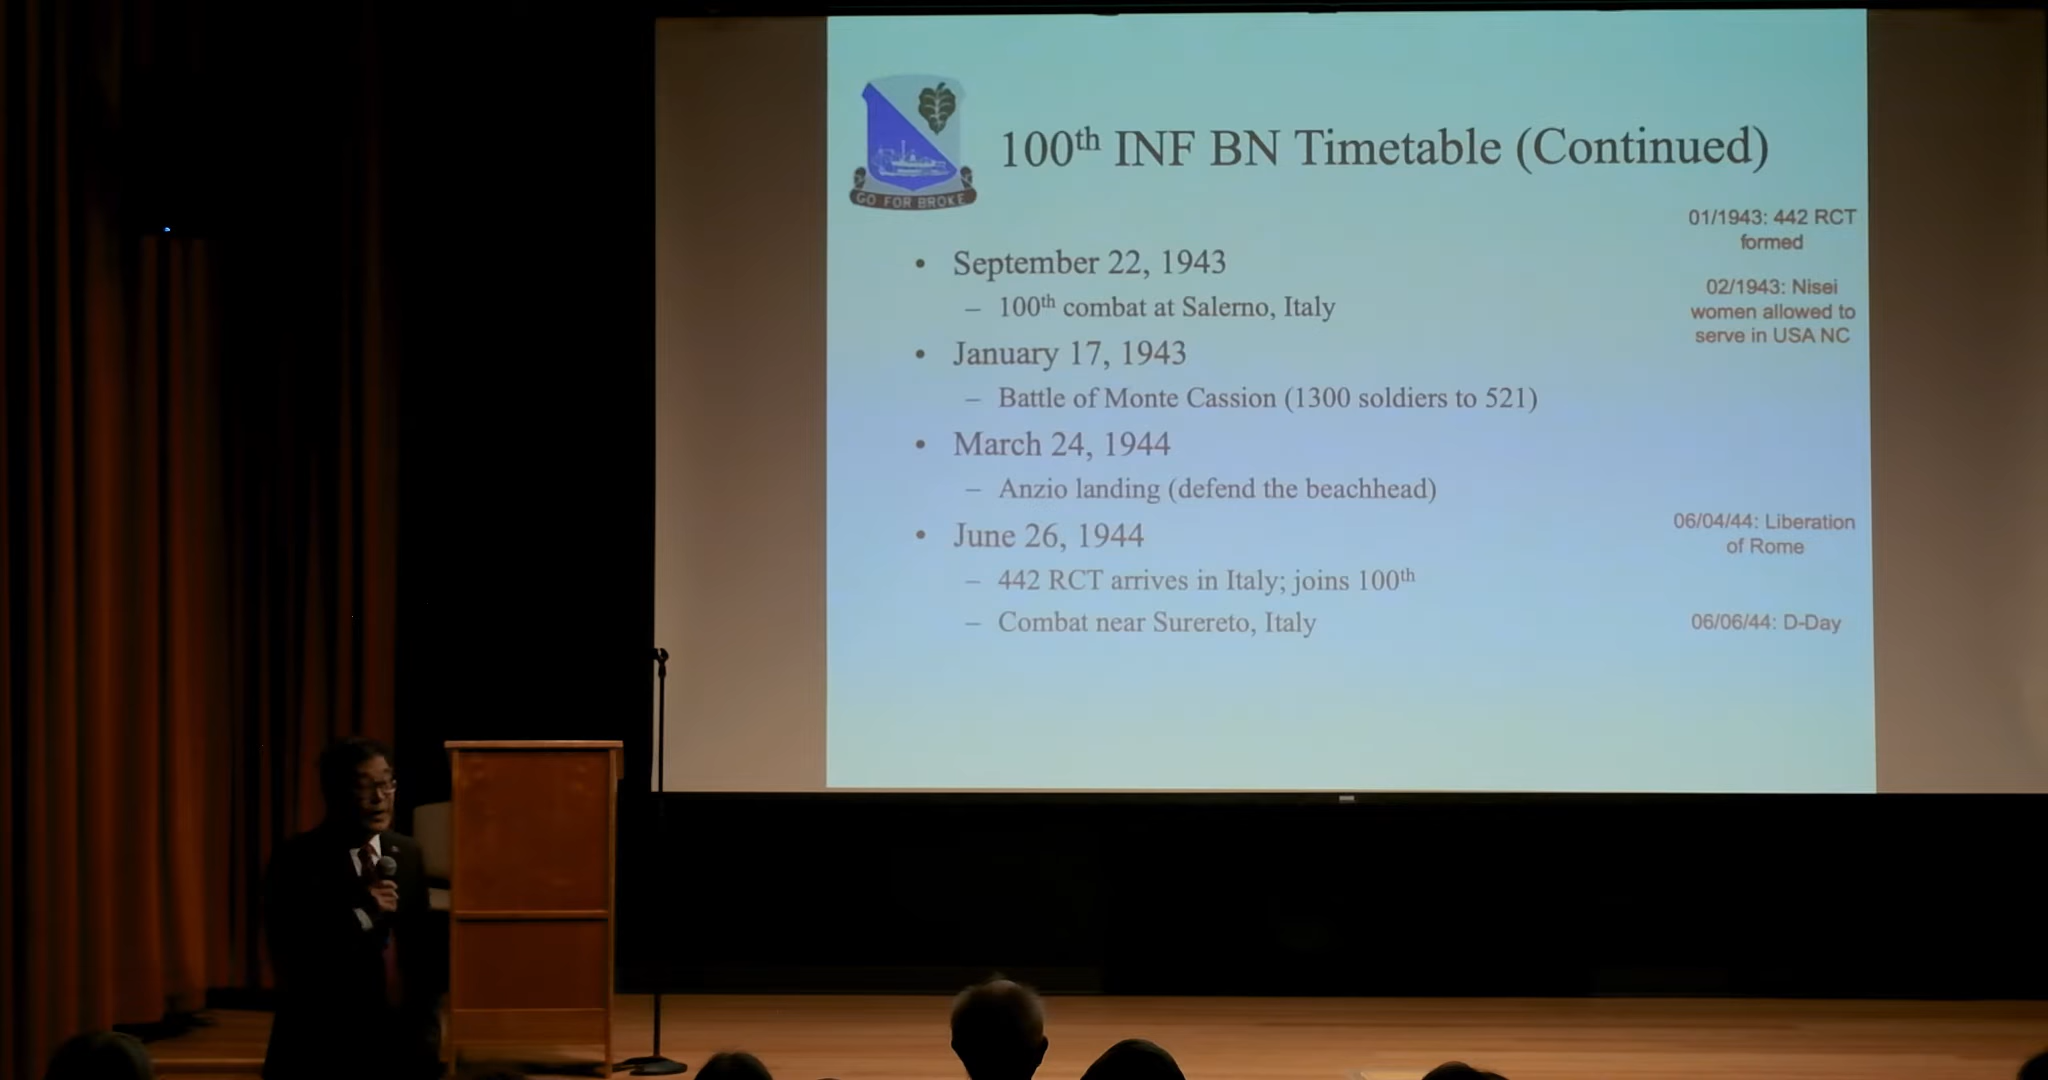 100th INF BN Timetable (Continued)
GO FOR BROKE
01/1943: 442 RCT
formed
• September 22, 1943
– 100th combat at Salerno, Italy
02/1943: Nisei
women allowed to
serve in USA NC
• January 17, 1943
– Battle of Monte Cassion (1300 soldiers to 521)
• March 24, 1944
– Anzio landing (defend the beachhead)
06/04/44: Liberation
of Rome
• June 26, 1944
– 442 RCT arrives in Italy; joins 100th
– Combat near Surereto, Italy
06/06/44: D-Day